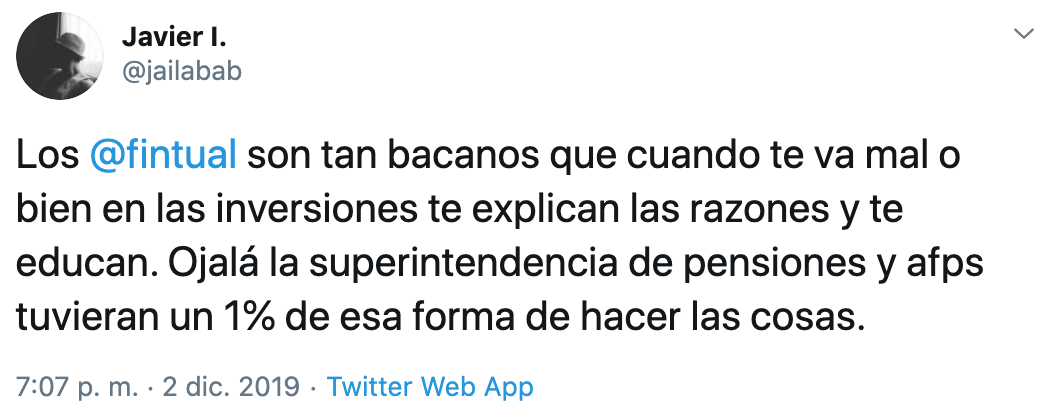 Javier I.
@jailabab
Los @fintual son tan bacanos que cuando te va mal o
bien en las inversiones te explican las razones y te
educan. Ojalá la superintendencia de pensiones y afps
tuvieran un 1% de esa forma de hacer las cosas.
7:07 p. m. · 2 dic. 2019 · Twitter Web App